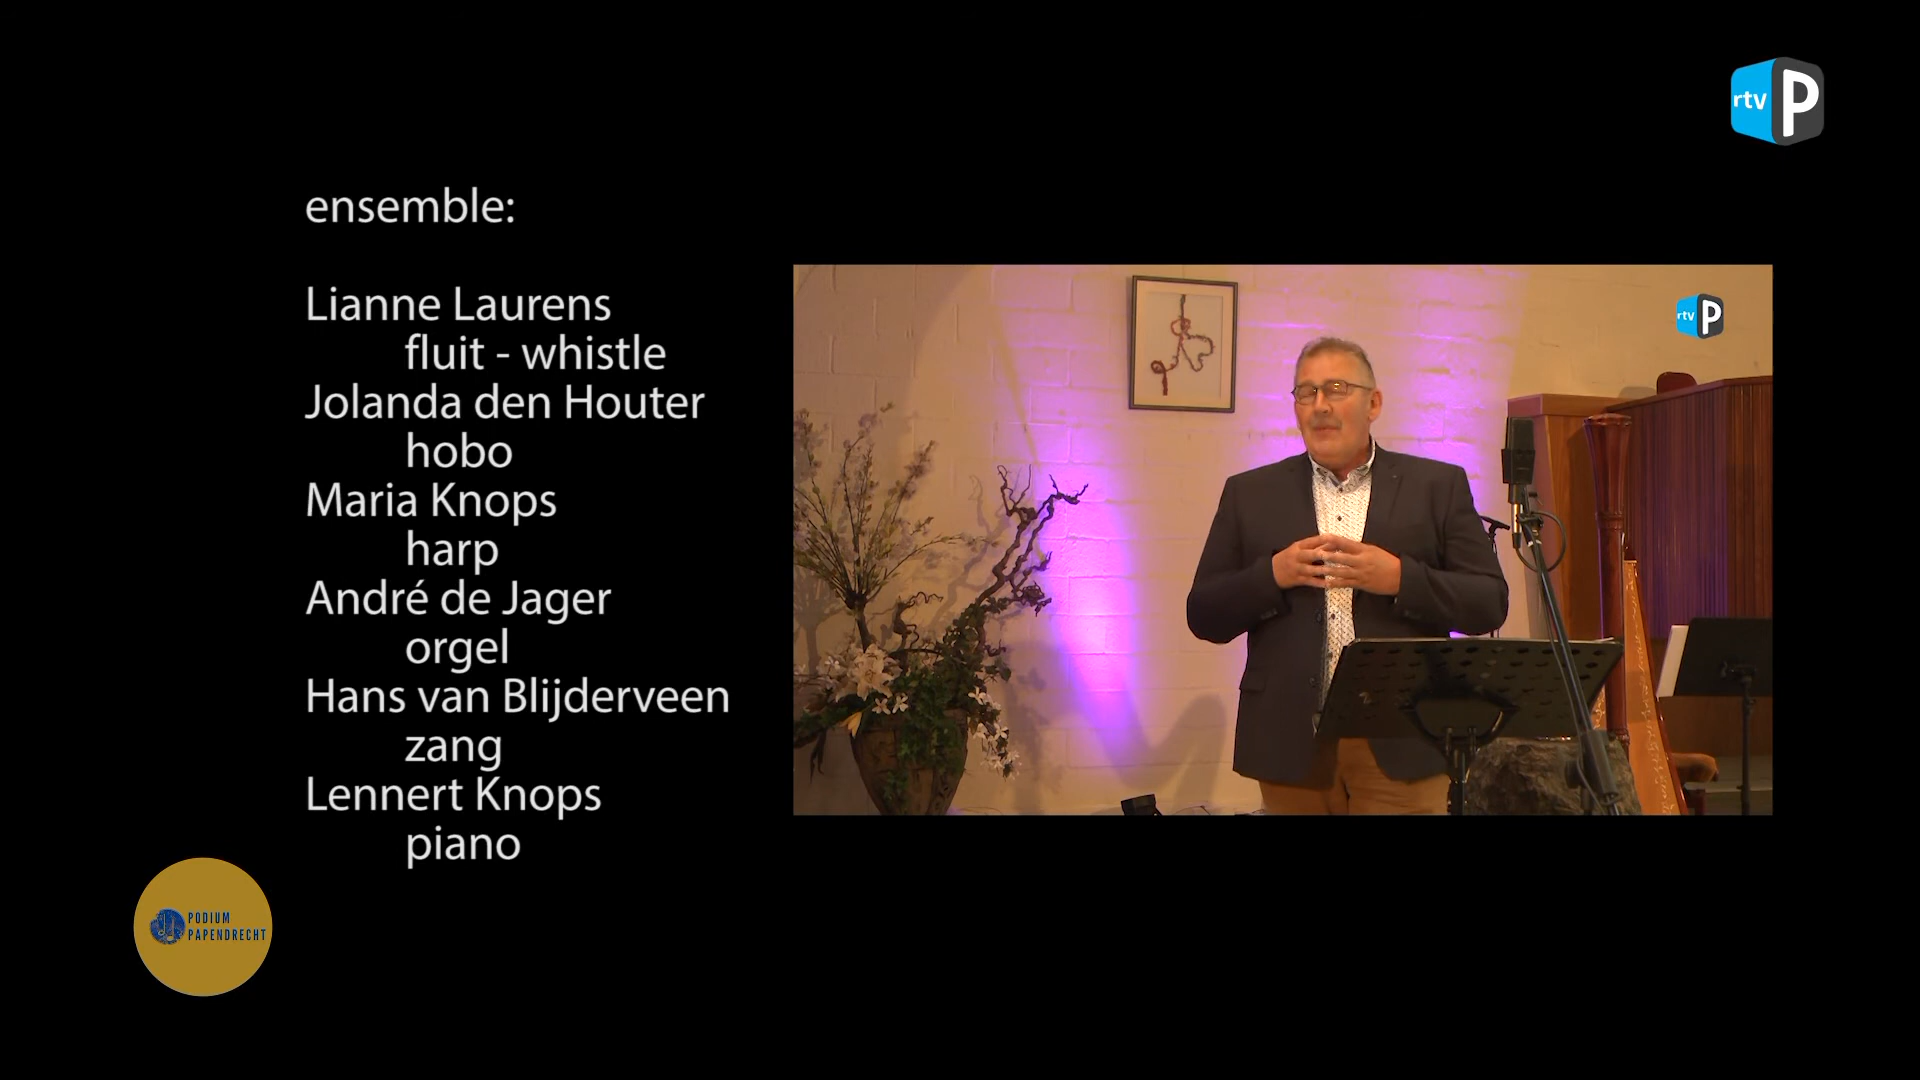 rtv P
ensemble:
Lianne Laurens
fluit - whistle
Jolanda den Houter
hobo
Maria Knops
harp
André de Jager
orgel
Hans van Blijderveen
zang
Lennert Knops
piano
rtv P
PODIUM
PAPENDRECHT